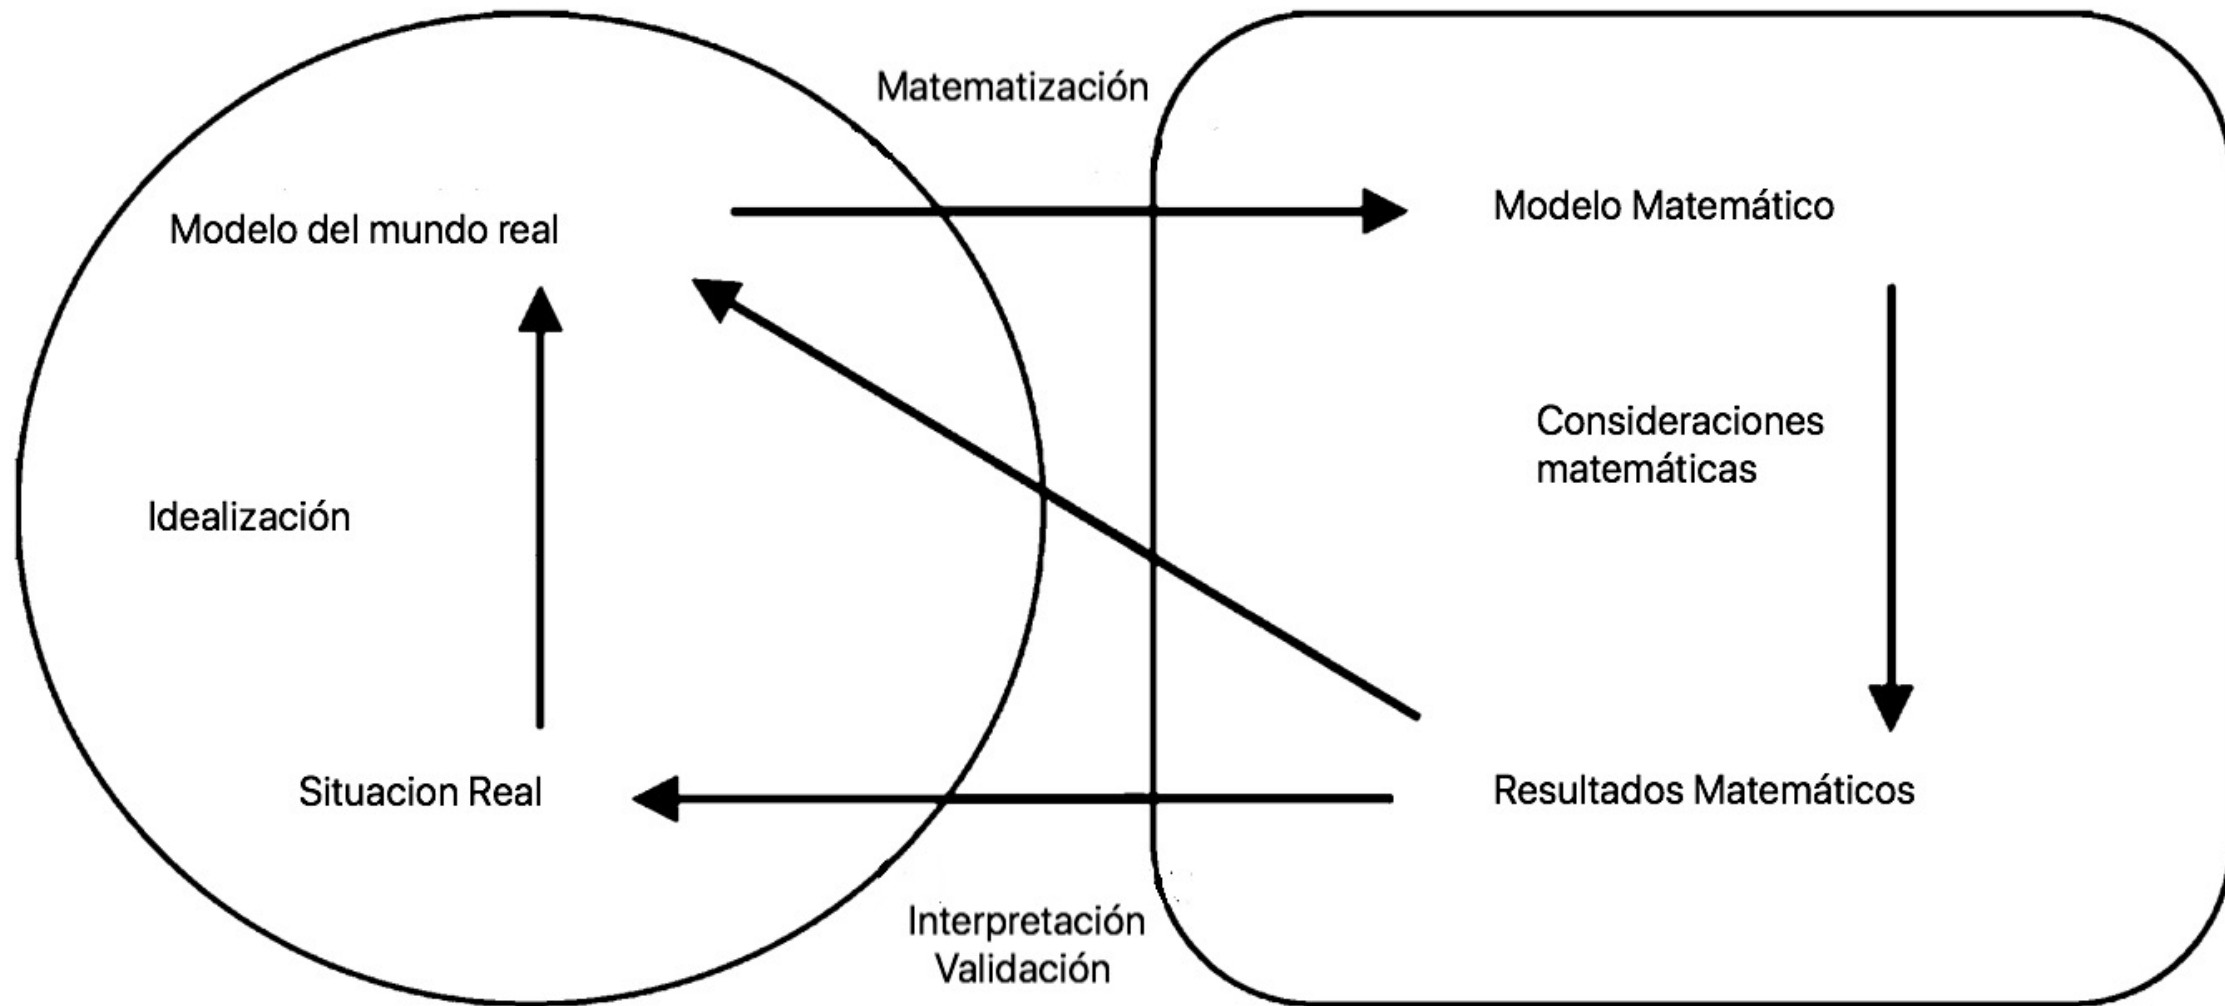 Matematización
Modelo del mundo real
Modelo Matemático
Consideraciones
matemáticas
Idealización
Situacion Real
Resultados Matemáticos
Interpretación
Validación